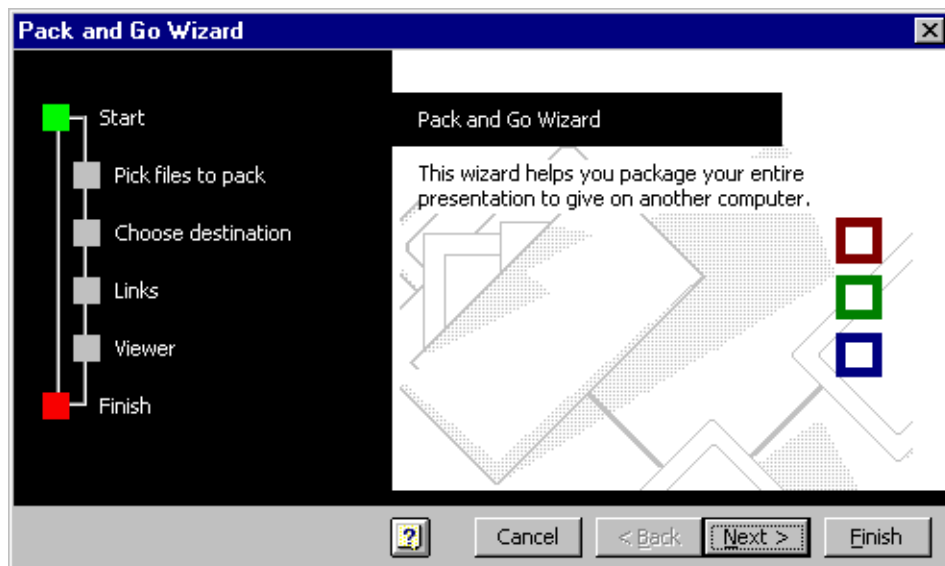 Pack and Go Wizard
Start
Pick files to pack
Choose destination
Links
Viewer
Finish
Pack and Go Wizard
This wizard helps you package your entire
presentation to give on another computer.
?
Cancel
< Back
Next >
Finish